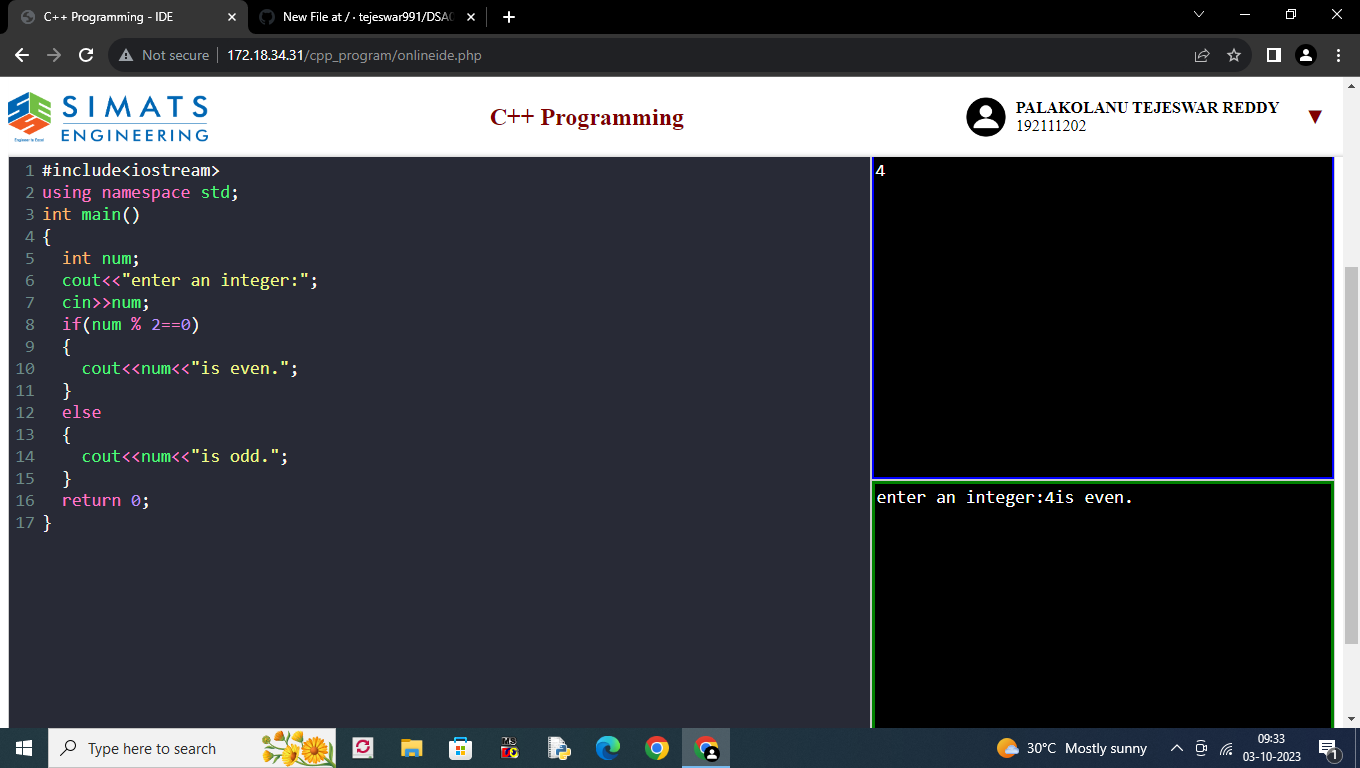 C++ Programming - IDE
New File at / · tejeswar991/DSA
Not secure
172.18.34.31/cpp_program/onlineide.php
SIMATS
ENGINEERING
C++ Programming
PALAKOLANU TEJESWAR REDDY
192111202
1 #include<iostream>
2 using namespace std;
3 int main()
4 {
5   int num;
6   cout<<"enter an integer:";
7   cin>>num;
8   if(num % 2==0)
9   {
10     cout<<num<<"is even.";
11   }
12   else
13   {
14     cout<<num<<"is odd.";
15   }
16   return 0;
17 }
4
enter an integer:4is even.
Type here to search
30°C Mostly sunny
09:33
03-10-2023
1